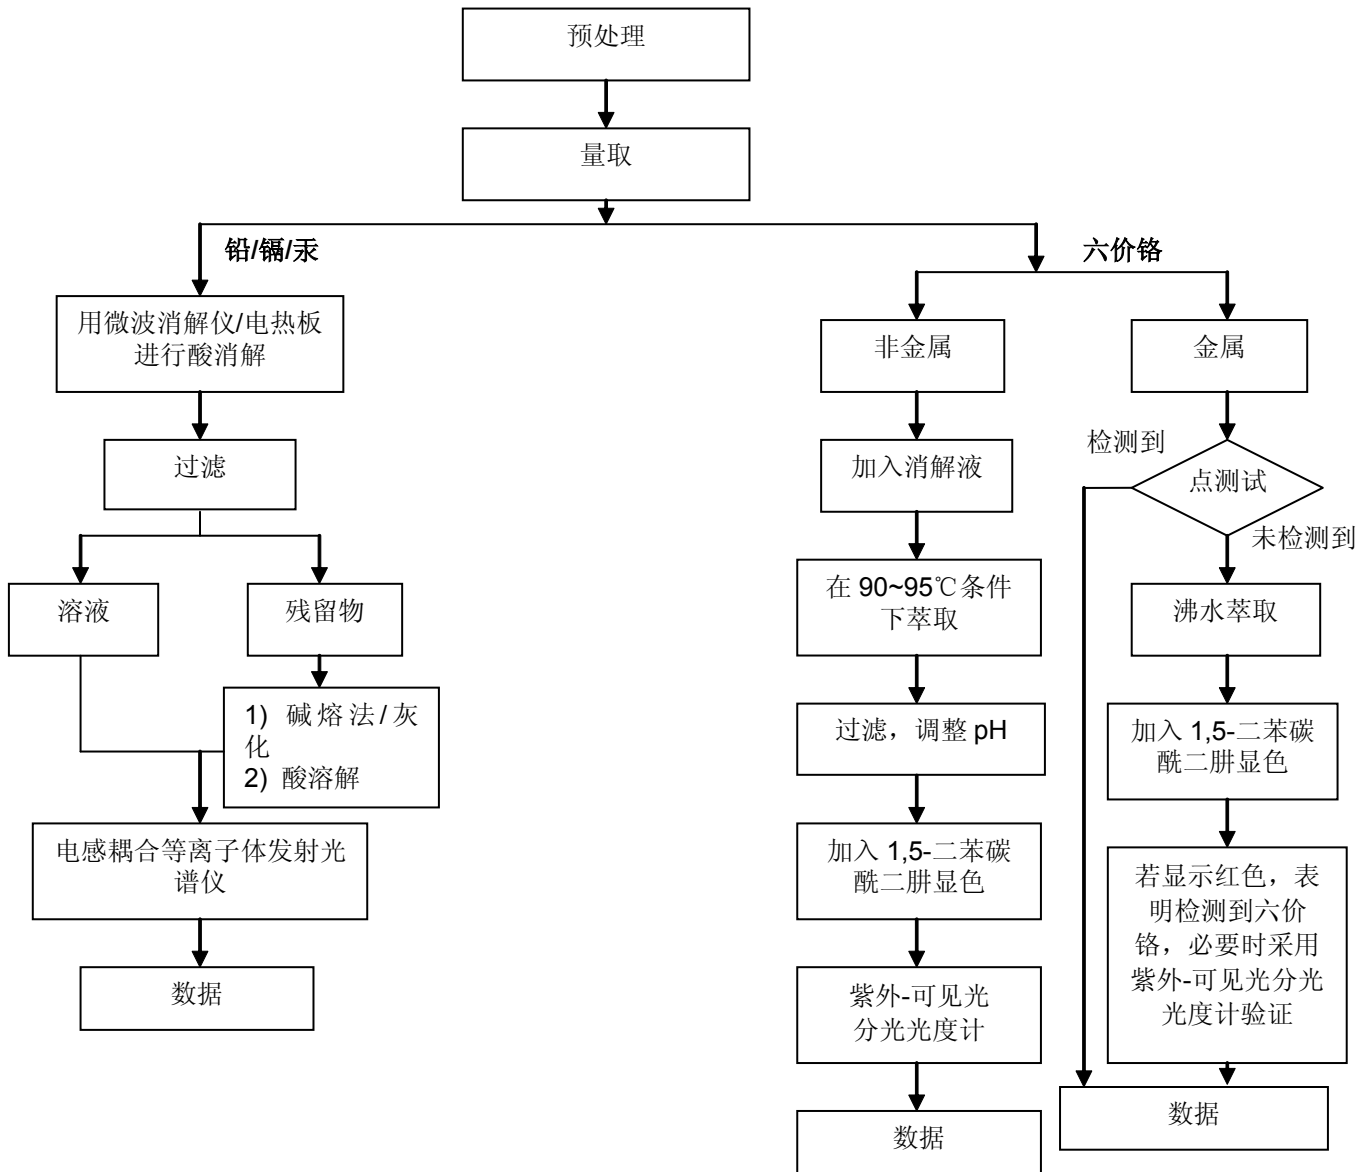 预处理
量取
铅/镉/汞
六价铬
用微波消解仪/电热板
进行酸消解
过滤
溶液
残留物
1) 碱熔法/灰
化
2) 酸溶解
电感耦合等离子体发射光
谱仪
数据
非金属
加入消解液
在 90~95℃条件
下萃取
过滤，调整 pH
加入 1,5-二苯碳
酰二肼显色
紫外-可见光
分光光度计
数据
金属
检测到
点测试
未检测到
沸水萃取
加入 1,5-二苯碳
酰二肼显色
若显示红色，表
明检测到六价
铬，必要时采用
紫外-可见光分光
光度计验证
数据